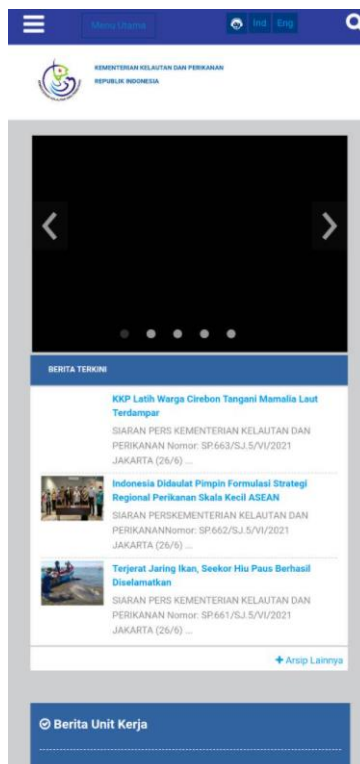 Menu Utama
Ind Eng
KEMENTERIAN KELAUTAN DAN PERIKANAN
REPUBLIK INDONESIA
BERITA TERKINI
KKP Latih Warga Cirebon Tangani Mamalia Laut
Terdampar
SIARAN PERS KEMENTERIAN KELAUTAN DAN
PERIKANAN Nomor: SP.663/SJ.5/VI/2021
JAKARTA (26/6) ...
Indonesia Didaulat Pimpin Formulasi Strategi
Regional Perikanan Skala Kecil ASEAN
SIARAN PERSKEMENTERIAN KELAUTAN DAN
PERIKANANNomor: SP.662/SJ.5/VI/2021
JAKARTA (26/6) ...
Terjerat Jaring Ikan, Seekor Hiu Paus Berhasil
Diselamatkan
SIARAN PERS KEMENTERIAN KELAUTAN DAN
PERIKANAN Nomor: SP.661/SJ.5/VI/2021
JAKARTA (26/6) ...
+ Arsip Lainnya
Berita Unit Kerja